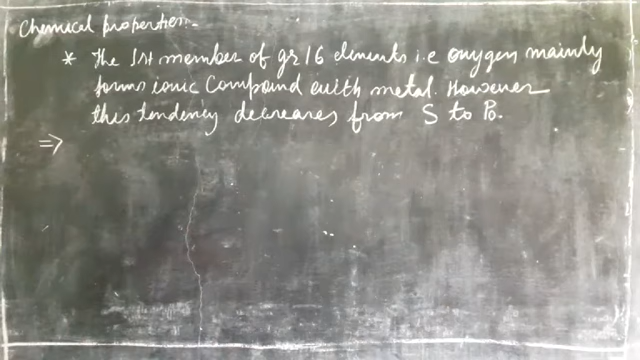 Chemical properties:-
* The 1st member of gr 16 elements i.e oxygen mainly
forms ionic Compound with metal. However
this tendency decreases from S to Po.
⇒